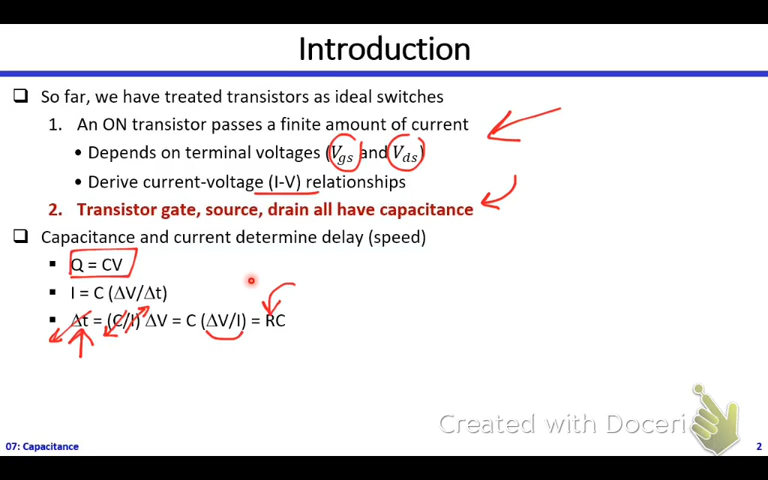 Introduction
❑ So far, we have treated transistors as ideal switches
1. An ON transistor passes a finite amount of current
• Depends on terminal voltages (Vgs and Vds)
• Derive current-voltage (I-V) relationships
2. Transistor gate, source, drain all have capacitance
❑ Capacitance and current determine delay (speed)
▪ Q = CV
▪ I = C (ΔV/Δt)
▪ Δt = (C/I) ΔV = C (ΔV/I) = RC
Created with Doceri
07: Capacitance
2